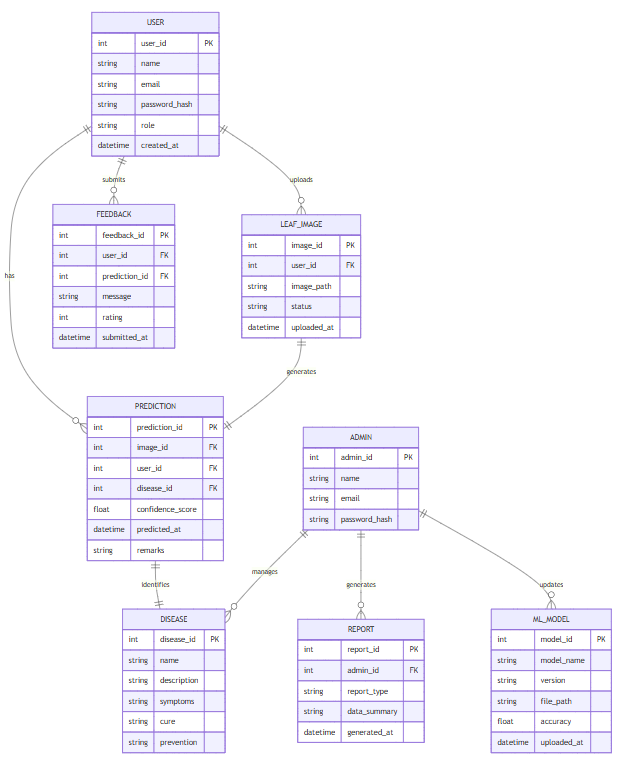 USER
int user_id PK
string name
string email
string password_hash
string role
datetime created_at
submits
uploads
FEEDBACK
int feedback_id PK
int user_id FK
int prediction_id FK
string message
int rating
datetime submitted_at
LEAF_IMAGE
int image_id PK
int user_id FK
string image_path
string status
datetime uploaded_at
has
generates
PREDICTION
int prediction_id PK
int image_id FK
int user_id FK
int disease_id FK
float confidence_score
datetime predicted_at
string remarks
ADMIN
int admin_id PK
string name
string email
string password_hash
identifies
manages
generates
updates
DISEASE
int disease_id PK
string name
string description
string symptoms
string cure
string prevention
REPORT
int report_id PK
int admin_id FK
string report_type
string data_summary
datetime generated_at
ML_MODEL
int model_id PK
string model_name
string version
string file_path
float accuracy
datetime uploaded_at